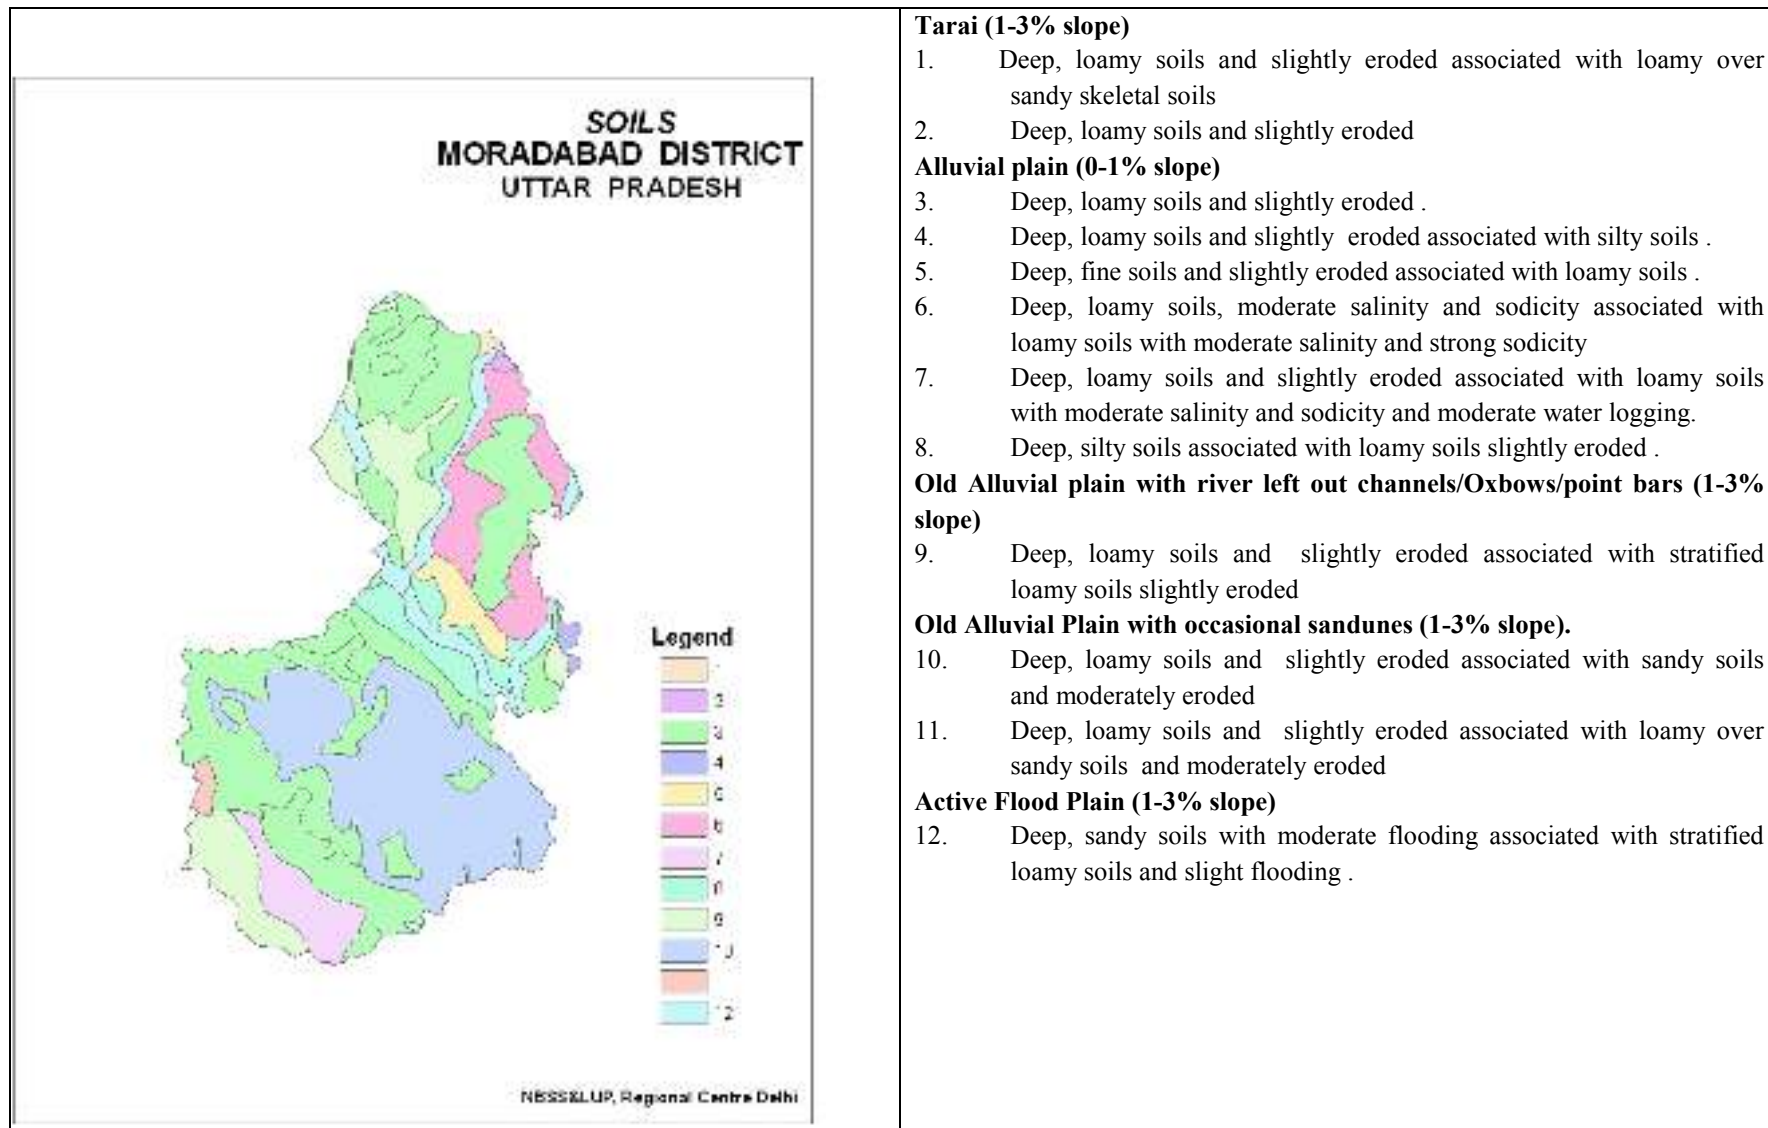 SOILS
MORADABAD DISTRICT
UTTAR PRADESH
Legend
1
2
3
4
5
6
7
8
9
10
12
NBSS&LUP, Regional Centre Delhi
Tarai (1-3% slope)
1. Deep, loamy soils and slightly eroded associated with loamy over
sandy skeletal soils
2. Deep, loamy soils and slightly eroded
Alluvial plain (0-1% slope)
3. Deep, loamy soils and slightly eroded .
4. Deep, loamy soils and slightly eroded associated with silty soils .
5. Deep, fine soils and slightly eroded associated with loamy soils .
6. Deep, loamy soils, moderate salinity and sodicity associated with
loamy soils with moderate salinity and strong sodicity
7. Deep, loamy soils and slightly eroded associated with loamy soils
with moderate salinity and sodicity and moderate water logging.
8. Deep, silty soils associated with loamy soils slightly eroded .
Old Alluvial plain with river left out channels/Oxbows/point bars (1-3%
slope)
9. Deep, loamy soils and slightly eroded associated with stratified
loamy soils slightly eroded
Old Alluvial Plain with occasional sandunes (1-3% slope).
10. Deep, loamy soils and slightly eroded associated with sandy soils
and moderately eroded
11. Deep, loamy soils and slightly eroded associated with loamy over
sandy soils and moderately eroded
Active Flood Plain (1-3% slope)
12. Deep, sandy soils with moderate flooding associated with stratified
loamy soils and slight flooding .